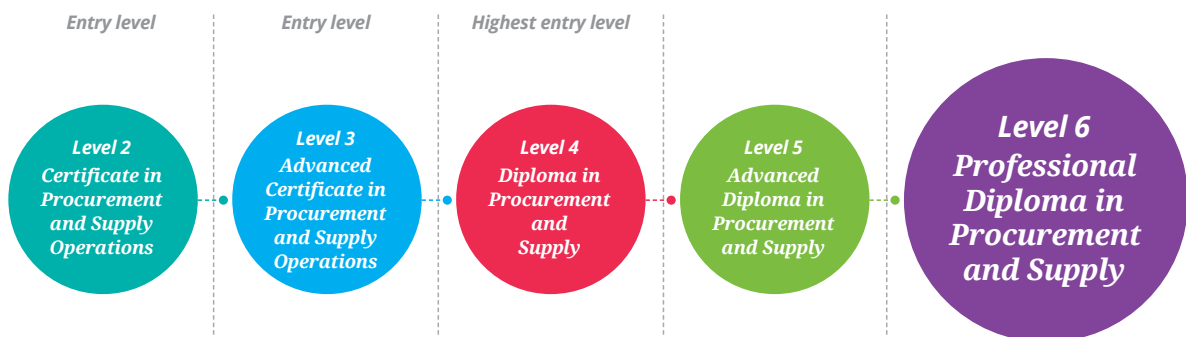 Entry level
Entry level
Highest entry level
Level 2
Certificate in
Procurement
and Supply
Operations
Level 3
Advanced
Certificate in
Procurement
and Supply
Operations
Level 4
Diploma in
Procurement
and
Supply
Level 5
Advanced
Diploma in
Procurement
and Supply
Level 6
Professional
Diploma in
Procurement
and Supply